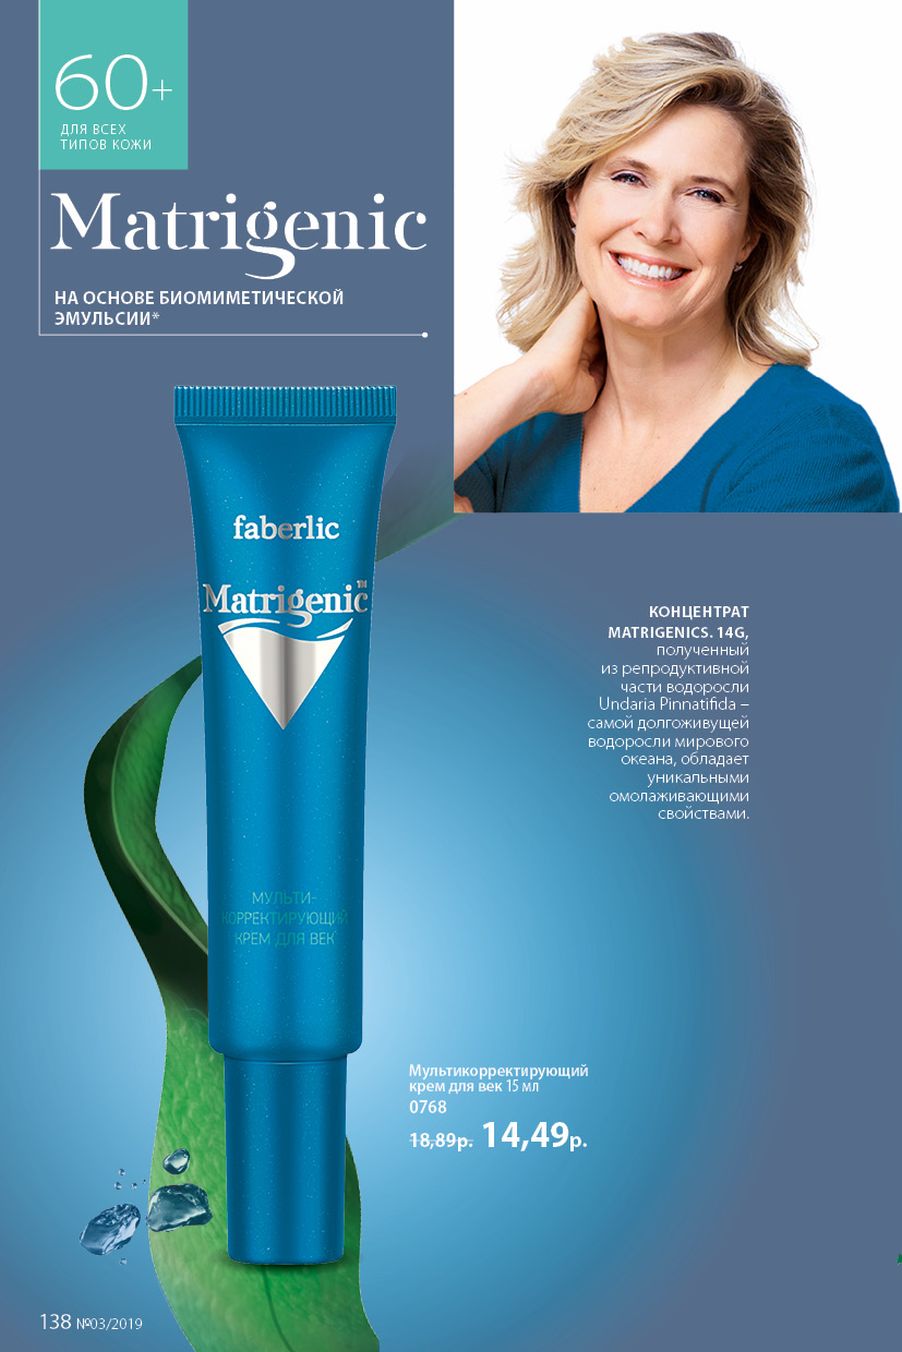 60+
ДЛЯ ВСЕХ
ТИПОВ КОЖИ
Matrigenic
НА ОСНОВЕ БИОМИМЕТИЧЕСКОЙ
ЭМУЛЬСИИ*
faberlic
Matrigenic™
МУЛЬТИ-
КОРРЕКТИРУЮЩИЙ
КРЕМ ДЛЯ ВЕК
КОНЦЕНТРАТ
MATRIGENICS. 14G,
полученный
из репродуктивной
части водоросли
Undaria Pinnatifida –
самой долгоживущей
водоросли мирового
океана, обладает
уникальными
омолаживающими
свойствами.
Мультикорректирующий
крем для век 15 мл
0768
18,89р. 14,49р.
138 №03/2019